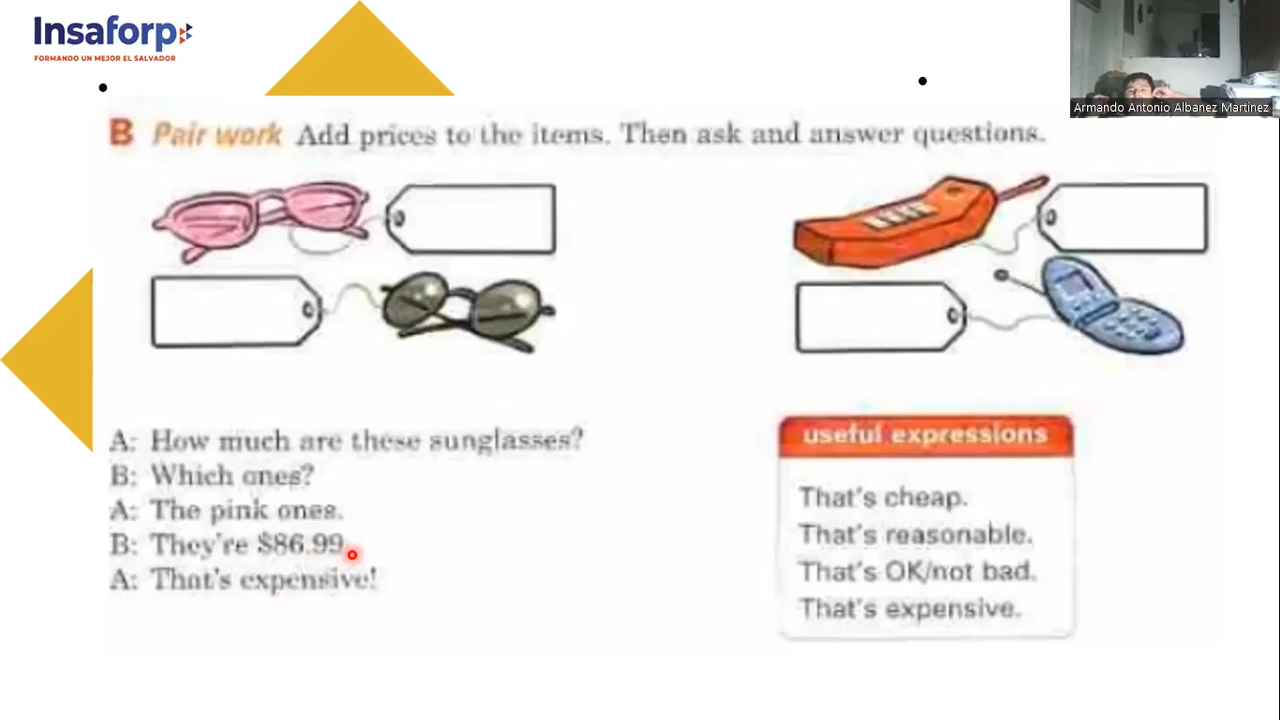 Insaforp
FORMANDO UN MEJOR EL SALVADOR
Armando Antonio Albanez Martinez
B Pair work Add prices to the items. Then ask and answer questions.
A: How much are these sunglasses?
B: Which ones?
A: The pink ones.
B: They're $86.99.
A: That's expensive!
useful expressions
That's cheap.
That's reasonable.
That's OK/not bad.
That's expensive.